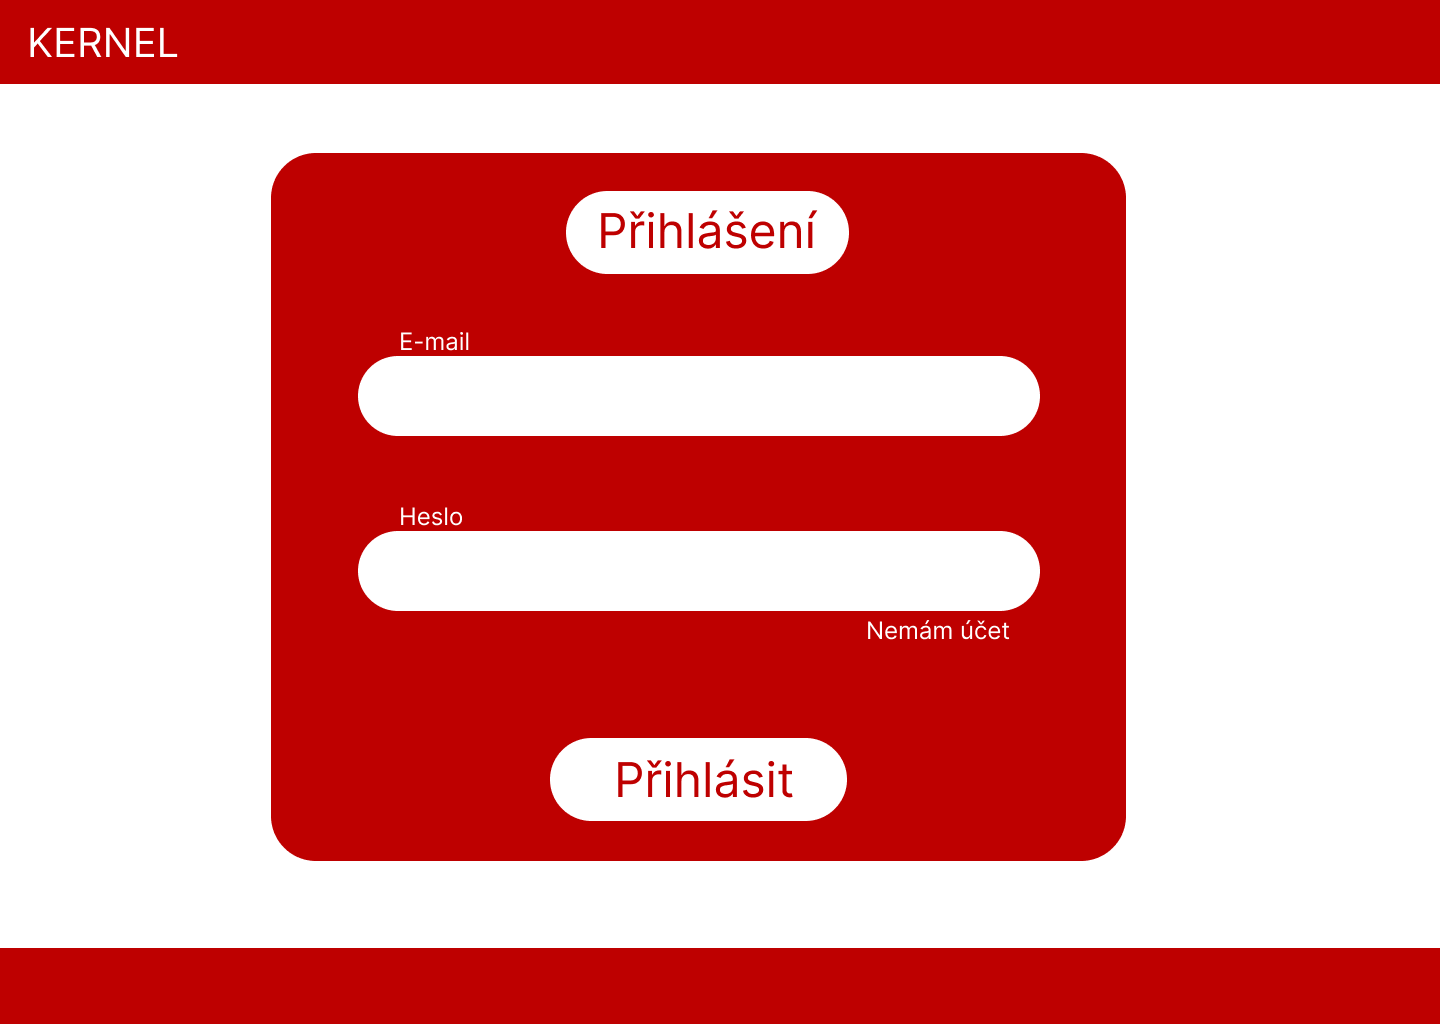 KERNEL
Přihlášení
E-mail
Heslo
Nemám účet
Přihlásit